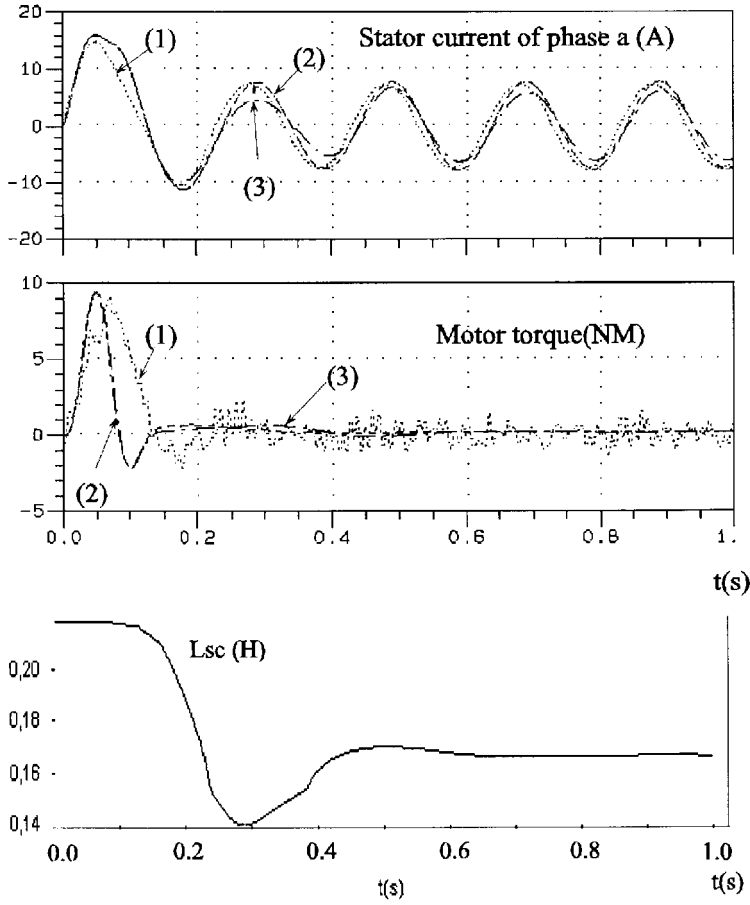 20
(1)
Stator current of phase a (A)
10
(2)
0
-10
(3)
-20
10
(1)
Motor torque(NM)
5
(3)
0
(2)
-5
0.0 0.2 0.4 0.6 0.8 1.
t(s)
Lsc (H)
0,20
0,18
0,16
0,14
0.0 0.2 0.4 0.6 0.8 1.0
t(s) t(s)